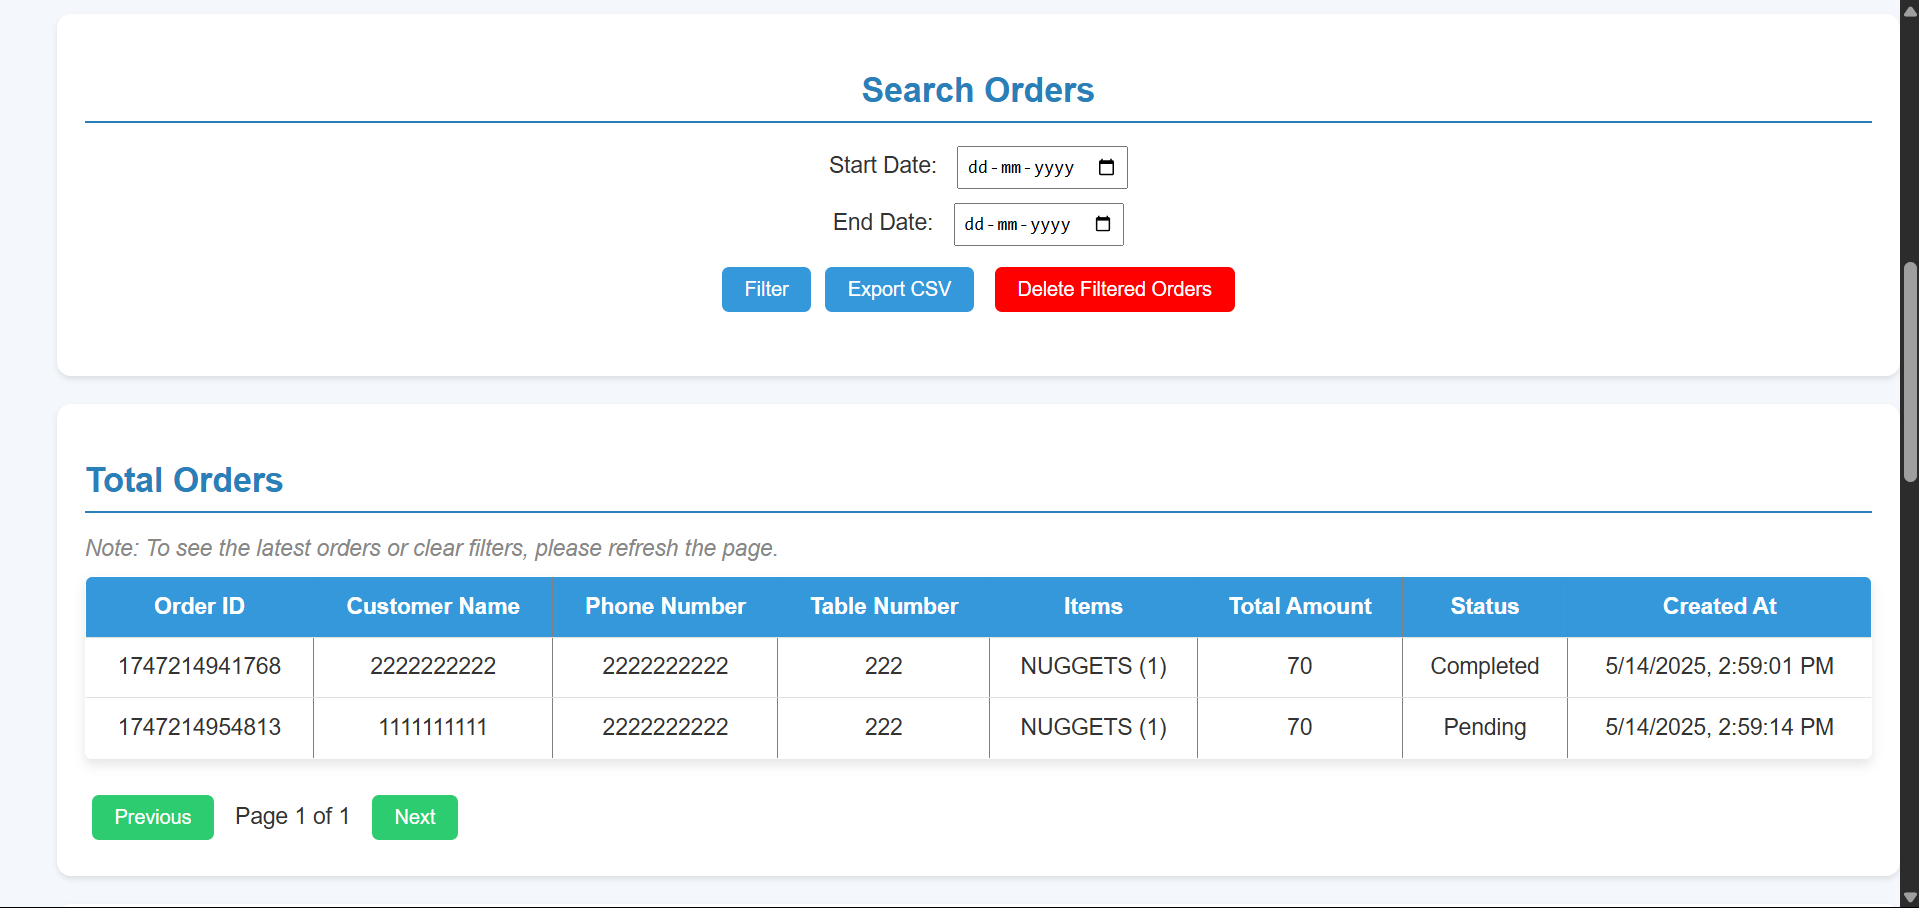 Search Orders
Start Date: dd-mm-yyyy
End Date: dd-mm-yyyy
Filter Export CSV Delete Filtered Orders
Total Orders
Note: To see the latest orders or clear filters, please refresh the page.
Order ID Customer Name Phone Number Table Number Items Total Amount Status Created At
1747214941768 2222222222 2222222222 222 NUGGETS (1) 70 Completed 5/14/2025, 2:59:01 PM
1747214954813 1111111111 2222222222 222 NUGGETS (1) 70 Pending 5/14/2025, 2:59:14 PM
Previous Page 1 of 1 Next